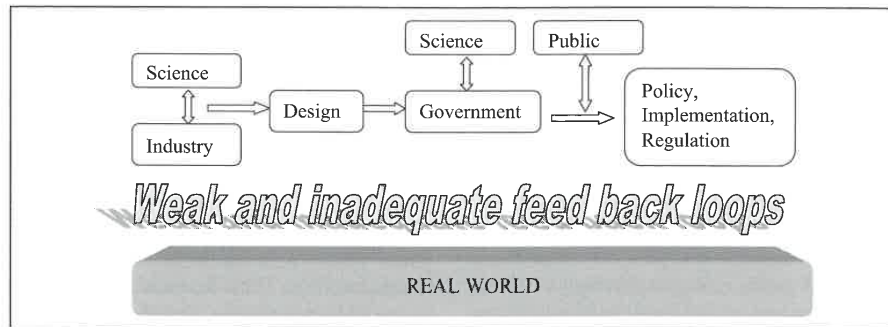 Science
Public
Science
Design
Government
Policy,
Implementation,
Regulation
Industry
Weak and inadequate feed back loops
REAL WORLD